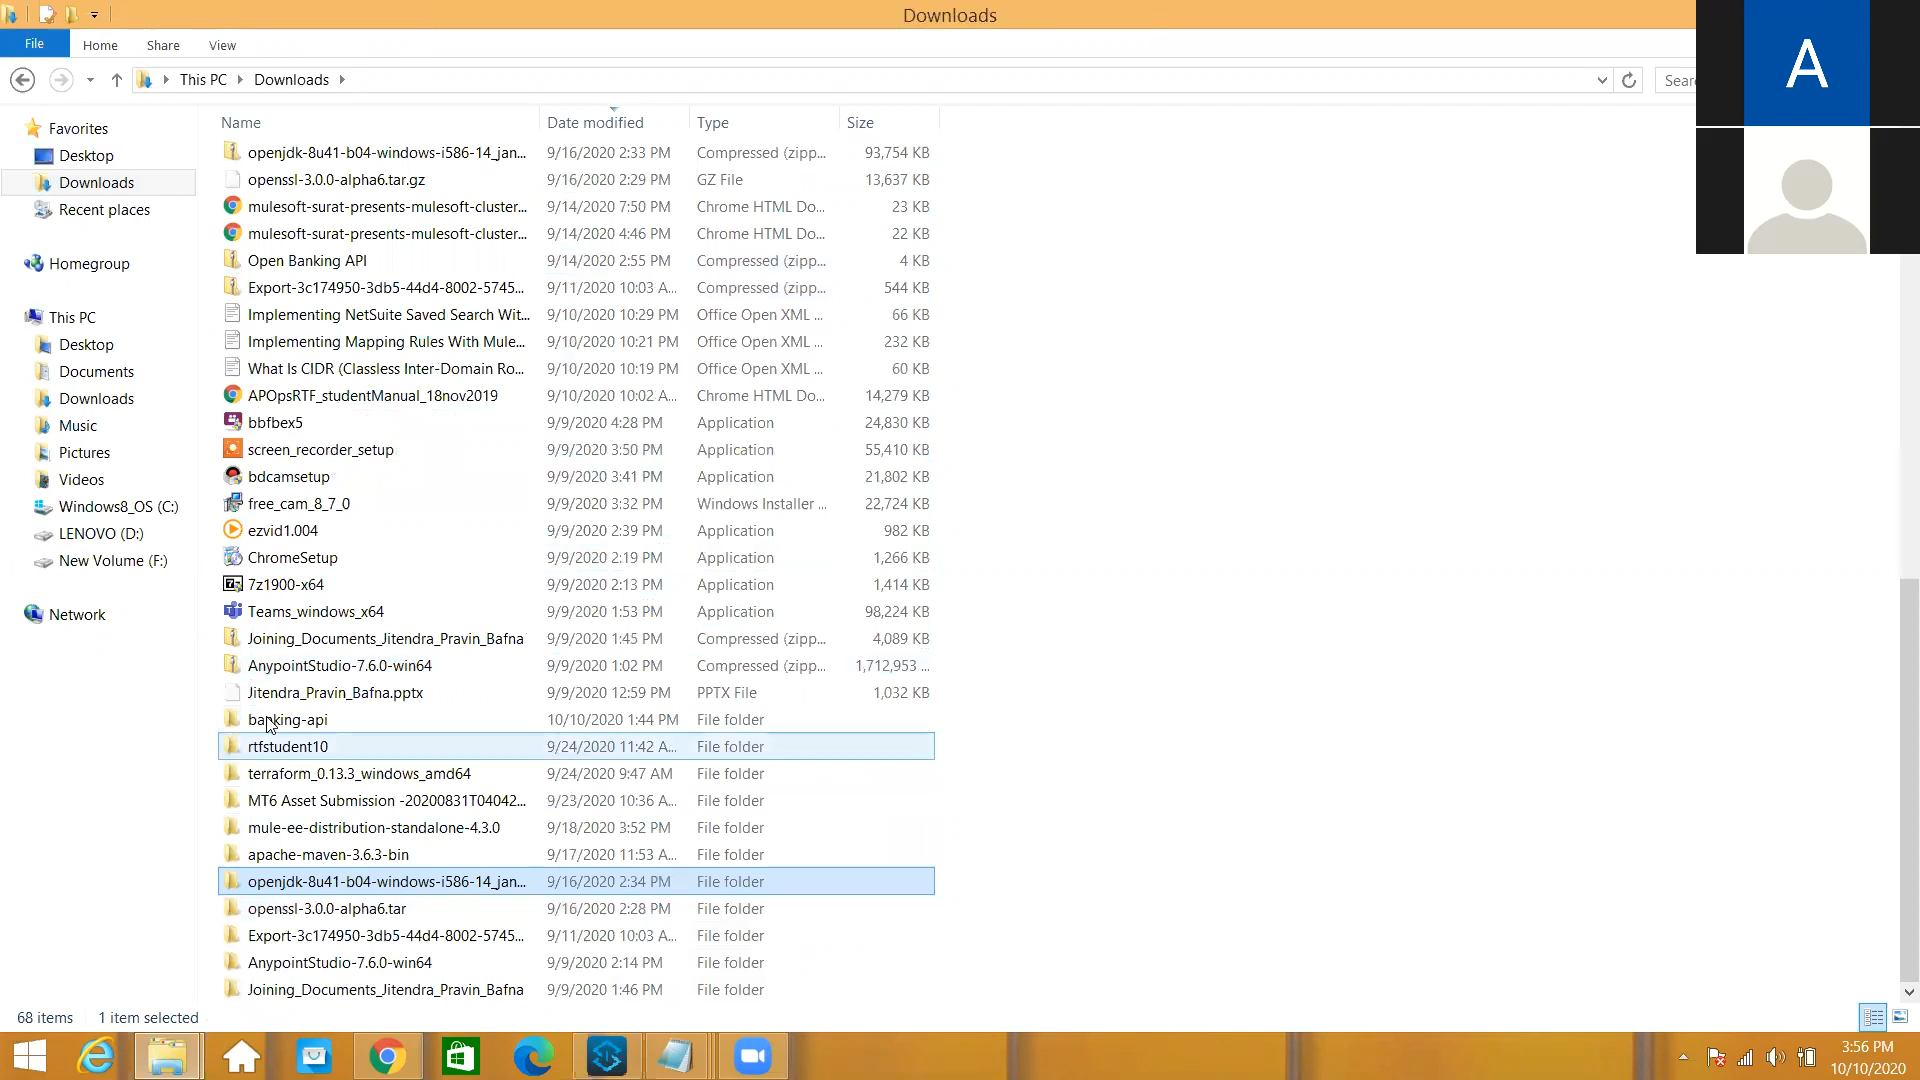 Downloads
File Home Share View
This PC Downloads Sear
Favorites
Desktop
Downloads
Recent places
Homegroup
This PC
Desktop
Documents
Downloads
Music
Pictures
Videos
Windows8_OS (C:)
LENOVO (D:)
New Volume (F:)
Network
Name Date modified Type Size
openjdk-8u41-b04-windows-i586-14_jan... 9/16/2020 2:33 PM Compressed (zipp... 93,754 KB
openssl-3.0.0-alpha6.tar.gz 9/16/2020 2:29 PM GZ File 13,637 KB
mulesoft-surat-presents-mulesoft-cluster... 9/14/2020 7:50 PM Chrome HTML Do... 23 KB
mulesoft-surat-presents-mulesoft-cluster... 9/14/2020 4:46 PM Chrome HTML Do... 22 KB
Open Banking API 9/14/2020 2:55 PM Compressed (zipp... 4 KB
Export-3c174950-3db5-44d4-8002-5745... 9/11/2020 10:03 A... Compressed (zipp... 544 KB
Implementing NetSuite Saved Search Wit... 9/10/2020 10:29 PM Office Open XML ... 66 KB
Implementing Mapping Rules With Mule... 9/10/2020 10:21 PM Office Open XML ... 232 KB
What Is CIDR (Classless Inter-Domain Ro... 9/10/2020 10:19 PM Office Open XML ... 60 KB
APOpsRTF_studentManual_18nov2019 9/10/2020 10:02 A... Chrome HTML Do... 14,279 KB
bbfbex5 9/9/2020 4:28 PM Application 24,830 KB
screen_recorder_setup 9/9/2020 3:50 PM Application 55,410 KB
bdcamsetup 9/9/2020 3:41 PM Application 21,802 KB
free_cam_8_7_0 9/9/2020 3:32 PM Windows Installer ... 22,724 KB
ezvid1.004 9/9/2020 2:39 PM Application 982 KB
ChromeSetup 9/9/2020 2:19 PM Application 1,266 KB
7z1900-x64 9/9/2020 2:13 PM Application 1,414 KB
Teams_windows_x64 9/9/2020 1:53 PM Application 98,224 KB
Joining_Documents_Jitendra_Pravin_Bafna 9/9/2020 1:45 PM Compressed (zipp... 4,089 KB
AnypointStudio-7.6.0-win64 9/9/2020 1:02 PM Compressed (zipp... 1,712,953 ...
Jitendra_Pravin_Bafna.pptx 9/9/2020 12:59 PM PPTX File 1,032 KB
banking-api 10/10/2020 1:44 PM File folder
rtfstudent10 9/24/2020 11:42 A... File folder
terraform_0.13.3_windows_amd64 9/24/2020 9:47 AM File folder
MT6 Asset Submission -20200831T04042... 9/23/2020 10:36 A... File folder
mule-ee-distribution-standalone-4.3.0 9/18/2020 3:52 PM File folder
apache-maven-3.6.3-bin 9/17/2020 11:53 A... File folder
openjdk-8u41-b04-windows-i586-14_jan... 9/16/2020 2:34 PM File folder
openssl-3.0.0-alpha6.tar 9/16/2020 2:28 PM File folder
Export-3c174950-3db5-44d4-8002-5745... 9/11/2020 10:03 A... File folder
AnypointStudio-7.6.0-win64 9/9/2020 2:14 PM File folder
Joining_Documents_Jitendra_Pravin_Bafna 9/9/2020 1:46 PM File folder
A
68 items 1 item selected
3:56 PM
10/10/2020